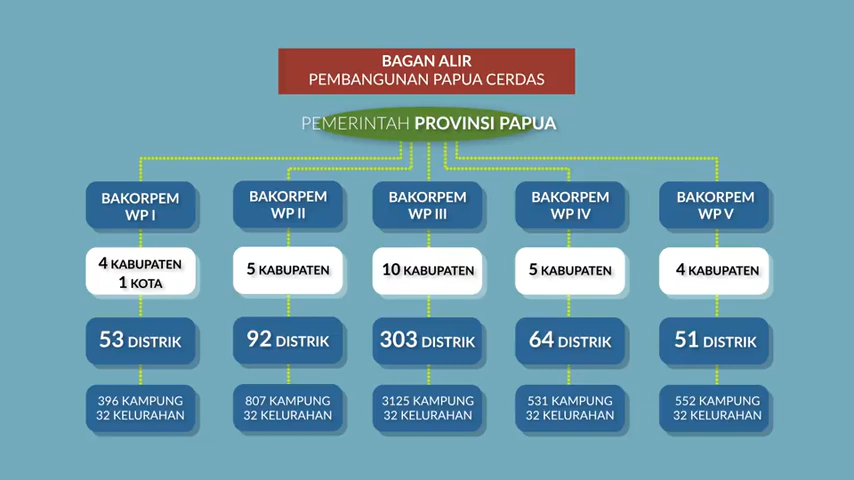 BAGAN ALIR
PEMBANGUNAN PAPUA CERDAS
PEMERINTAH PROVINSI PAPUA
BAKORPEM
WP I
4 KABUPATEN
1 KOTA
53 DISTRIK
396 KAMPUNG
32 KELURAHAN
BAKORPEM
WP II
5 KABUPATEN
92 DISTRIK
807 KAMPUNG
32 KELURAHAN
BAKORPEM
WP III
10 KABUPATEN
303 DISTRIK
3125 KAMPUNG
32 KELURAHAN
BAKORPEM
WP IV
5 KABUPATEN
64 DISTRIK
531 KAMPUNG
32 KELURAHAN
BAKORPEM
WP V
4 KABUPATEN
51 DISTRIK
552 KAMPUNG
32 KELURAHAN